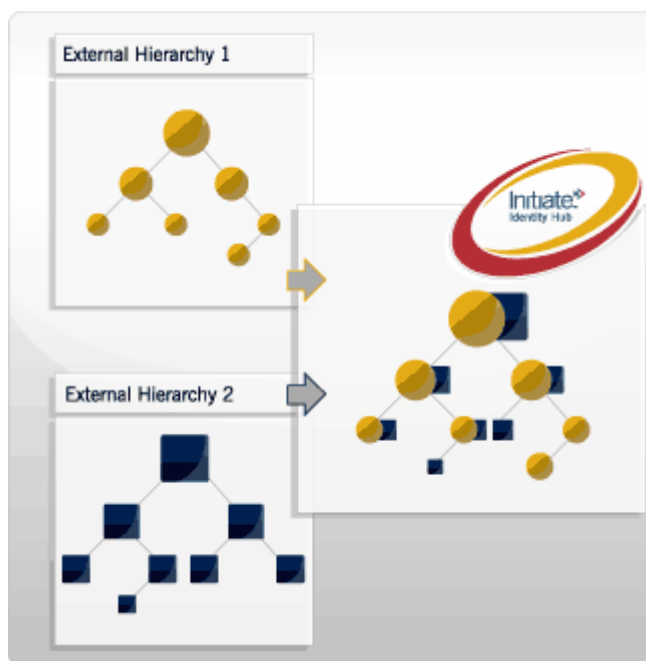 External Hierarchy 1
Initiate
Identity Hub
External Hierarchy 2